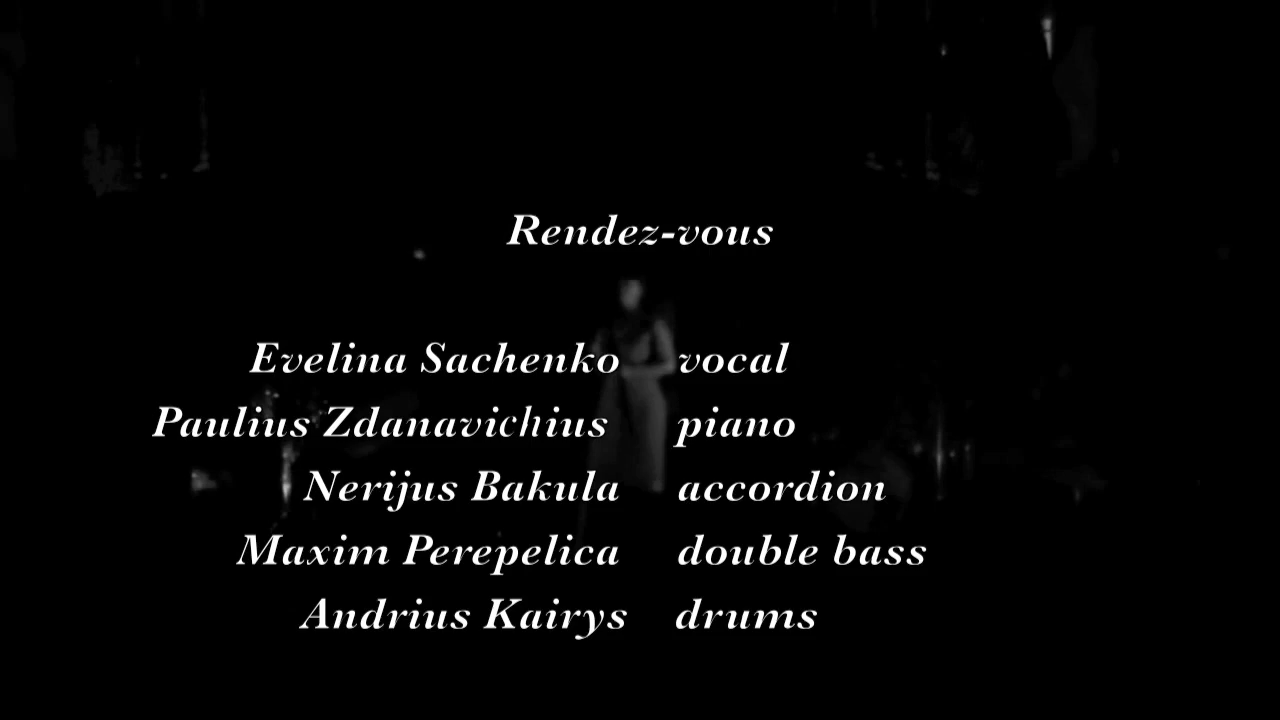 Rendez-vous
Evelina Sachenko vocal
Paulius Zdanavichius piano
Nerijus Bakula accordion
Maxim Perepelica double bass
Andrius Kairys drums